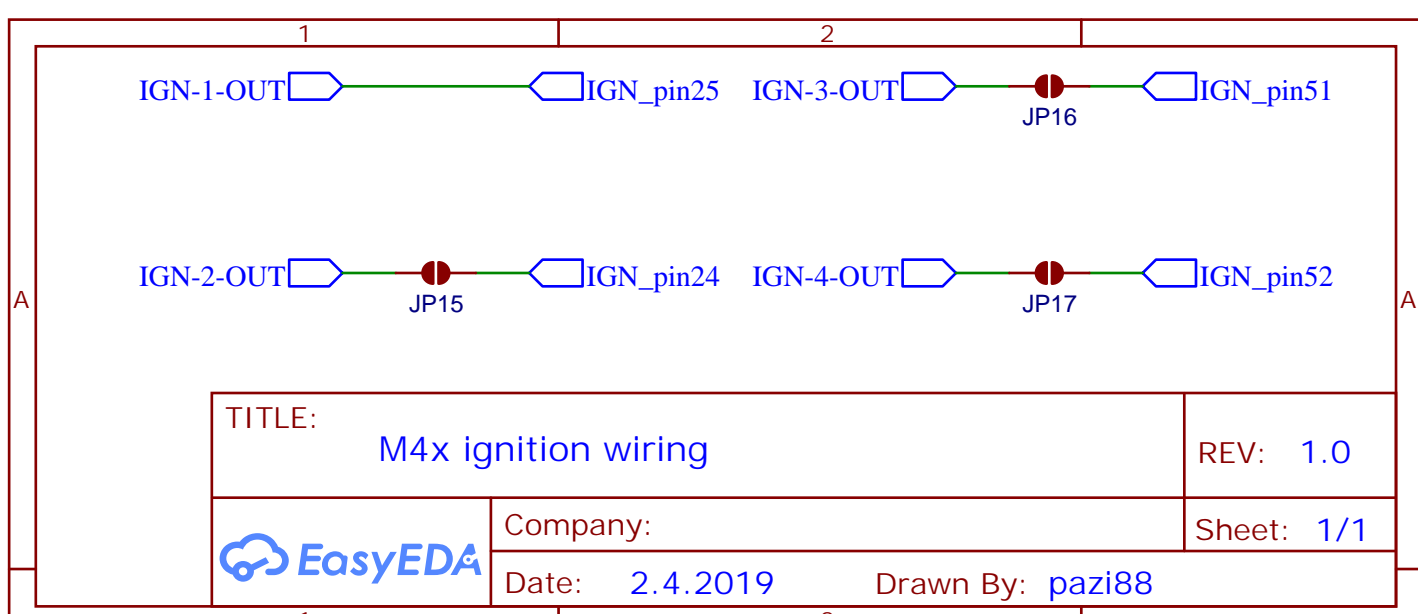 1 2
IGN-1-OUT IGN_pin25 IGN-3-OUT IGN_pin51
JP16
IGN-2-OUT IGN_pin24 IGN-4-OUT IGN_pin52
JP15 JP17
A A
TITLE:
M4x ignition wiring
REV: 1.0
EasyEDA
Company:
Sheet: 1/1
Date: 2.4.2019 Drawn By: pazi88